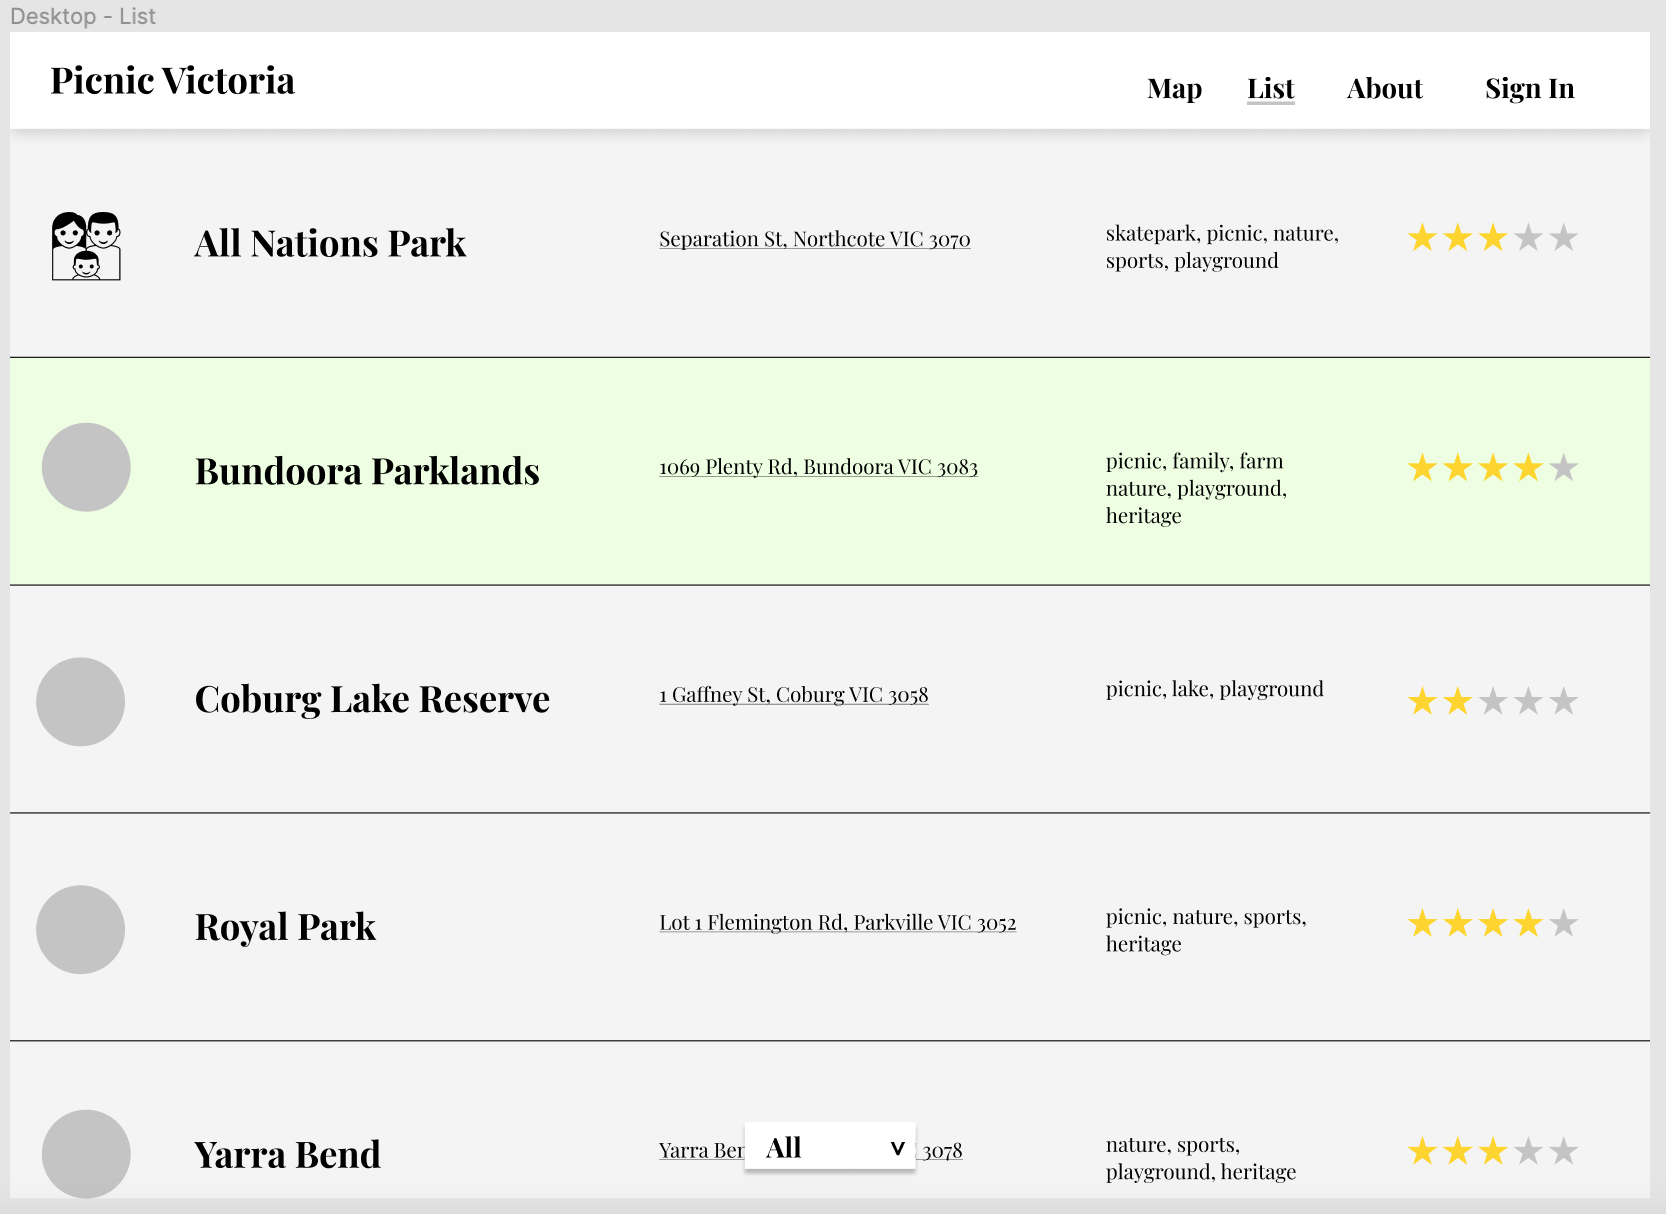 Desktop - List
Picnic Victoria
Map List About Sign In
All Nations Park
Separation St, Northcote VIC 3070
skatepark, picnic, nature,
sports, playground
Bundoora Parklands
1069 Plenty Rd, Bundoora VIC 3083
picnic, family, farm
nature, playground,
heritage
Coburg Lake Reserve
1 Gaffney St, Coburg VIC 3058
picnic, lake, playground
Royal Park
Lot 1 Flemington Rd, Parkville VIC 3052
picnic, nature, sports,
heritage
Yarra Bend
Yarra 3078
All v
nature, sports,
playground, heritage